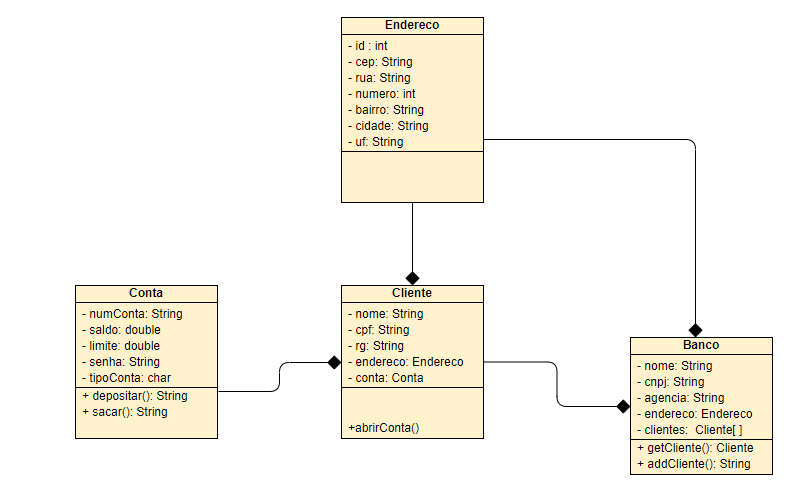 Endereco
- id : int
- cep: String
- rua: String
- numero: int
- bairro: String
- cidade: String
- uf: String
Conta
- numConta: String
- saldo: double
- limite: double
- senha: String
- tipoConta: char
+ depositar(): String
+ sacar(): String
Cliente
- nome: String
- cpf: String
- rg: String
- endereco: Endereco
- conta: Conta
+abrirConta()
Banco
- nome: String
- cnpj: String
- agencia: String
- endereco: Endereco
- clientes:  Cliente[ ]
+ getCliente(): Cliente
+ addCliente(): String